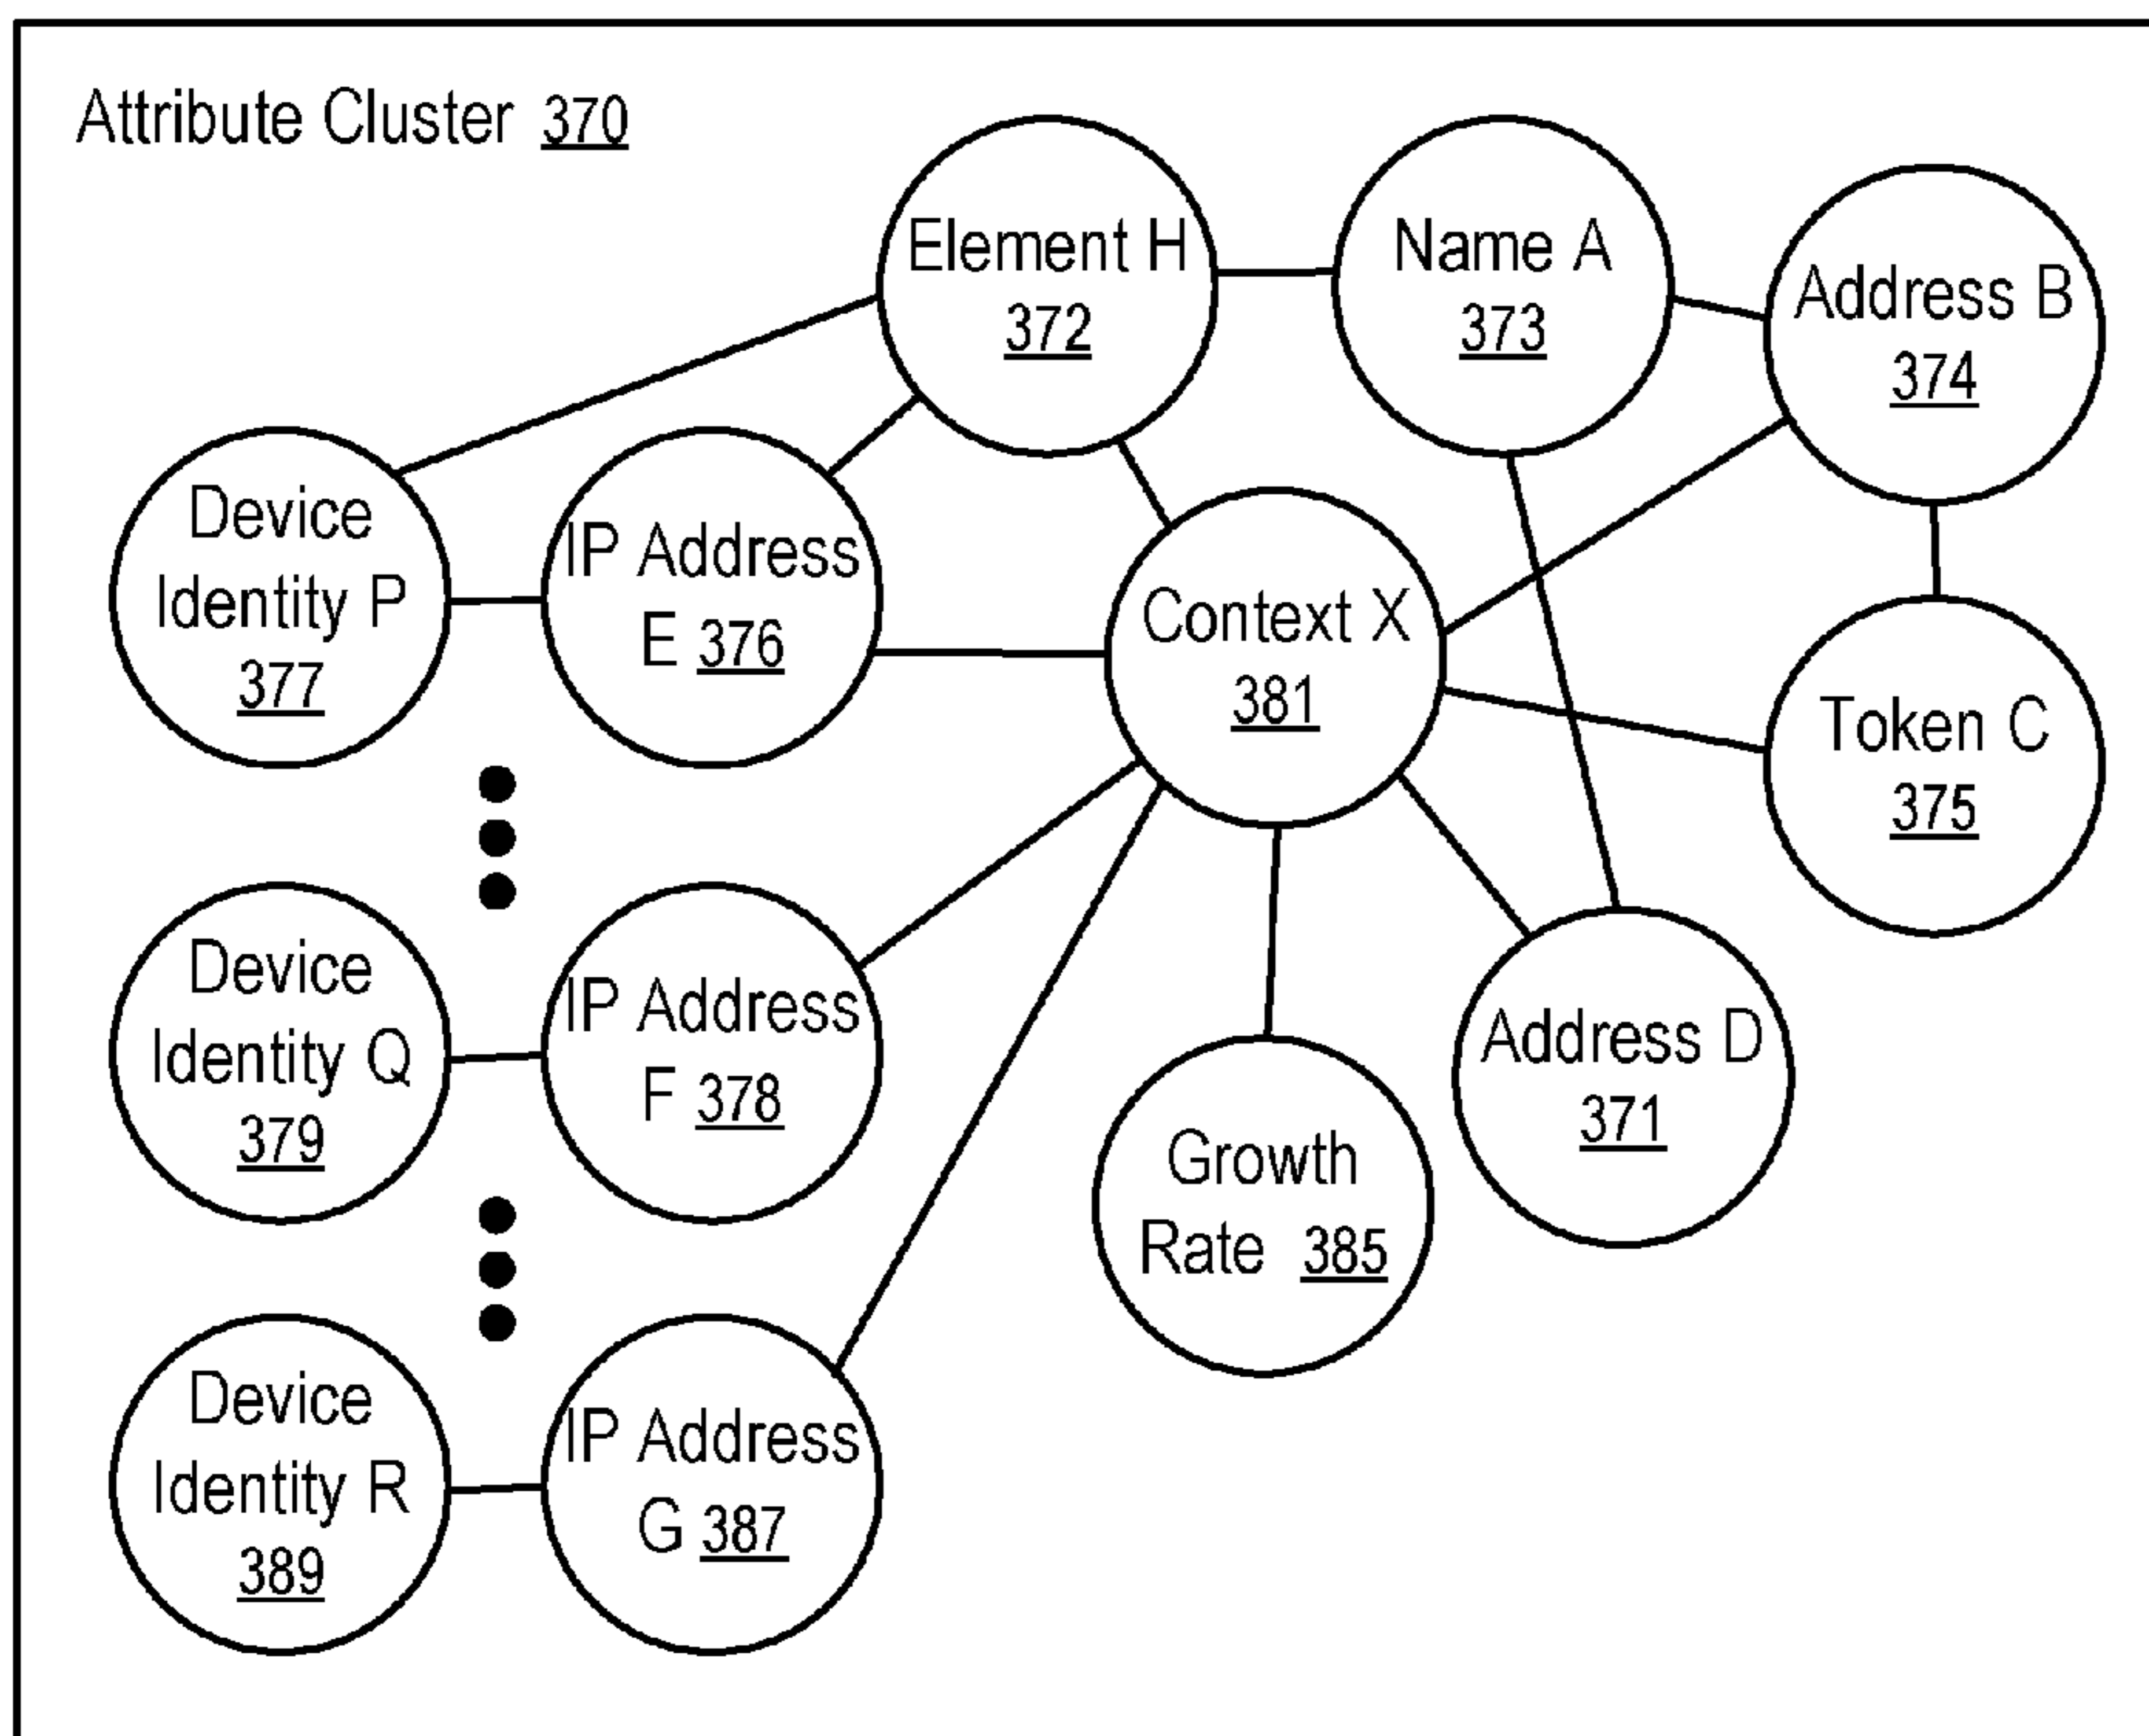 Attribute Cluster 370
Element H
372
Name A
373
Address B
374
Device
Identity P
377
IP Address
E 376
Context X
381
Token C
375
Device
Identity Q
379
IP Address
F 378
Address D
371
Growth
Rate 385
Device
Identity R
389
IP Address
G 387